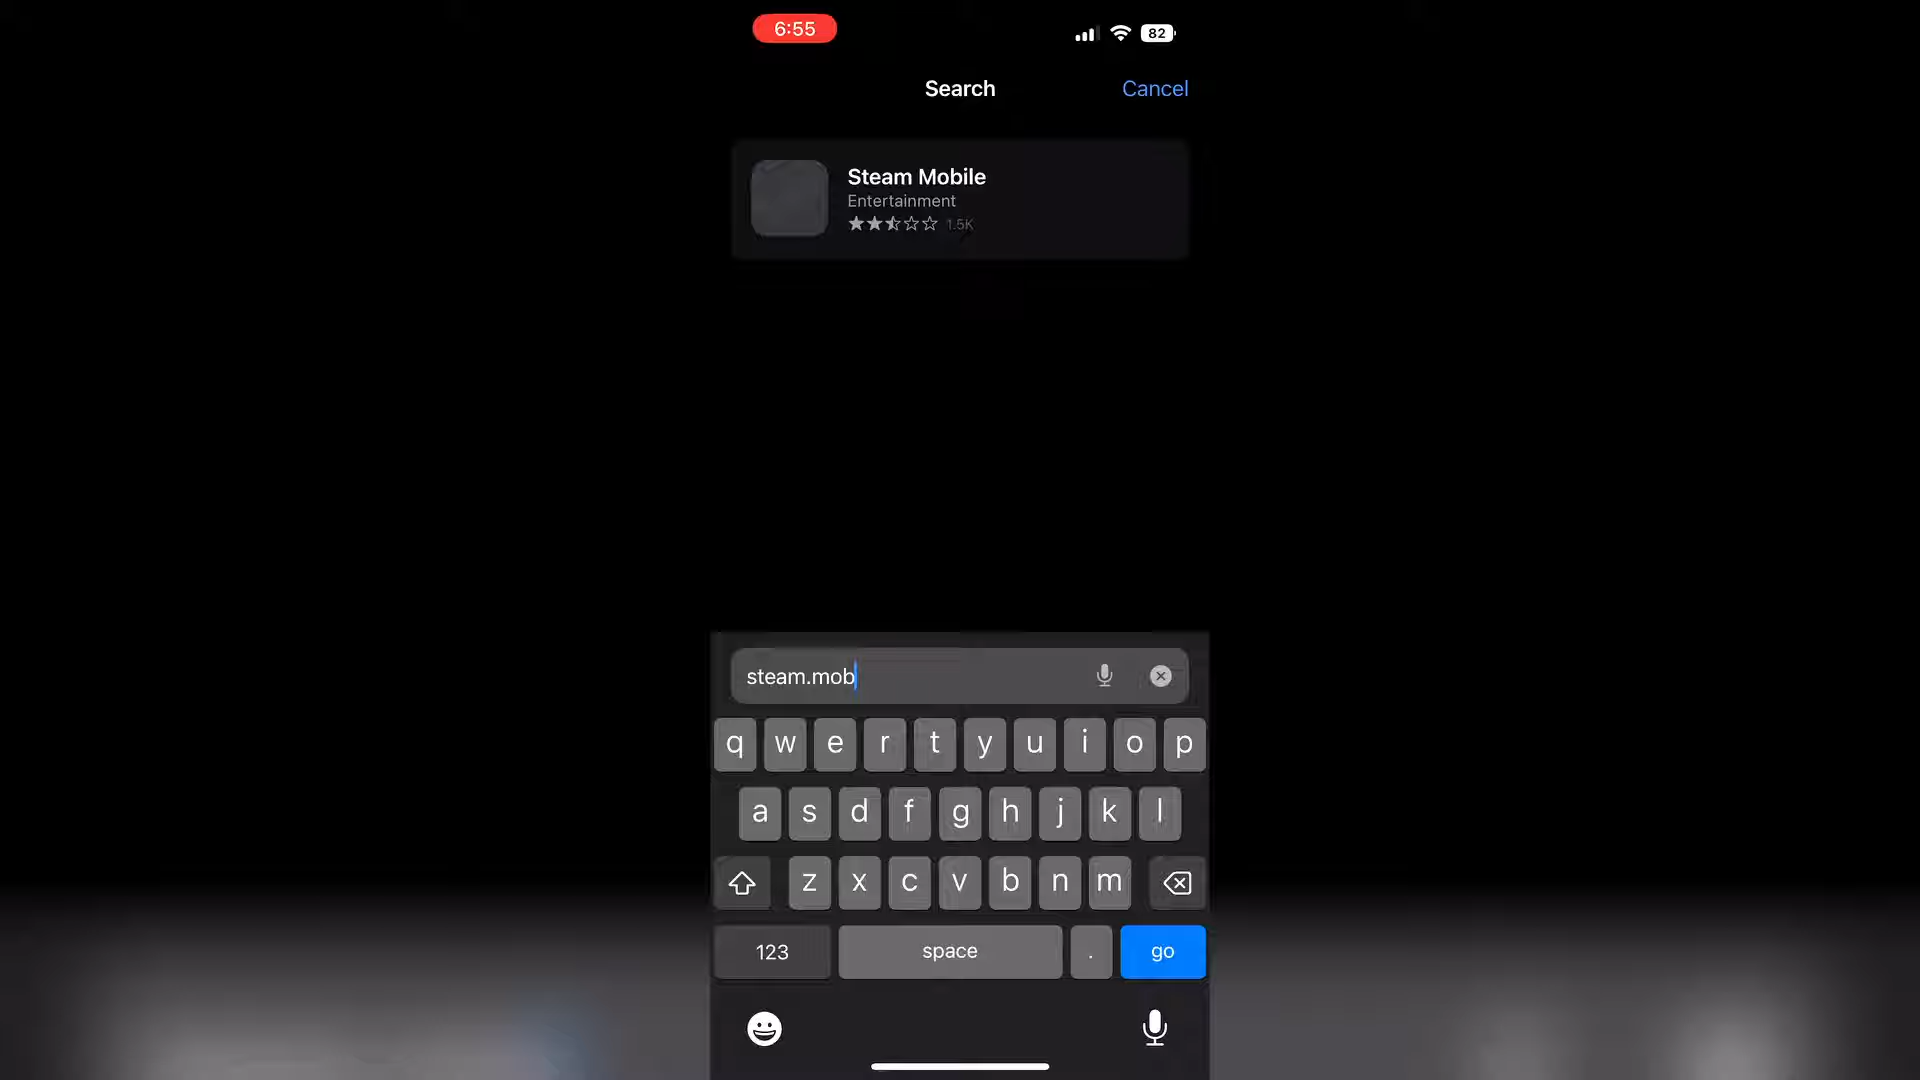 6:55
82
Search
Cancel
Steam Mobile
Entertainment
1.5K
steam.mob
q w e r t y u i o p
a s d f g h j k l
z x c v b n m
123 space . go